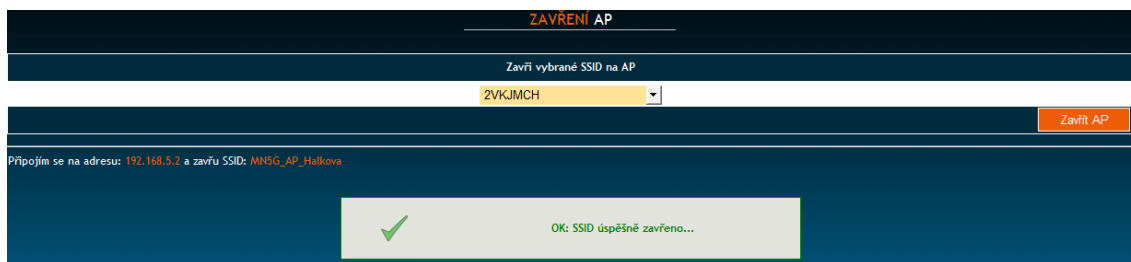 ZAVŘENÍ AP
Zavři vybrané SSID na AP
2VKJMCH
Zavřít AP
Připojím se na adresu: 192.168.5.2 a zavřu SSID: MN5G_AP_Halkova
OK: SSID úspěšně zavřeno...